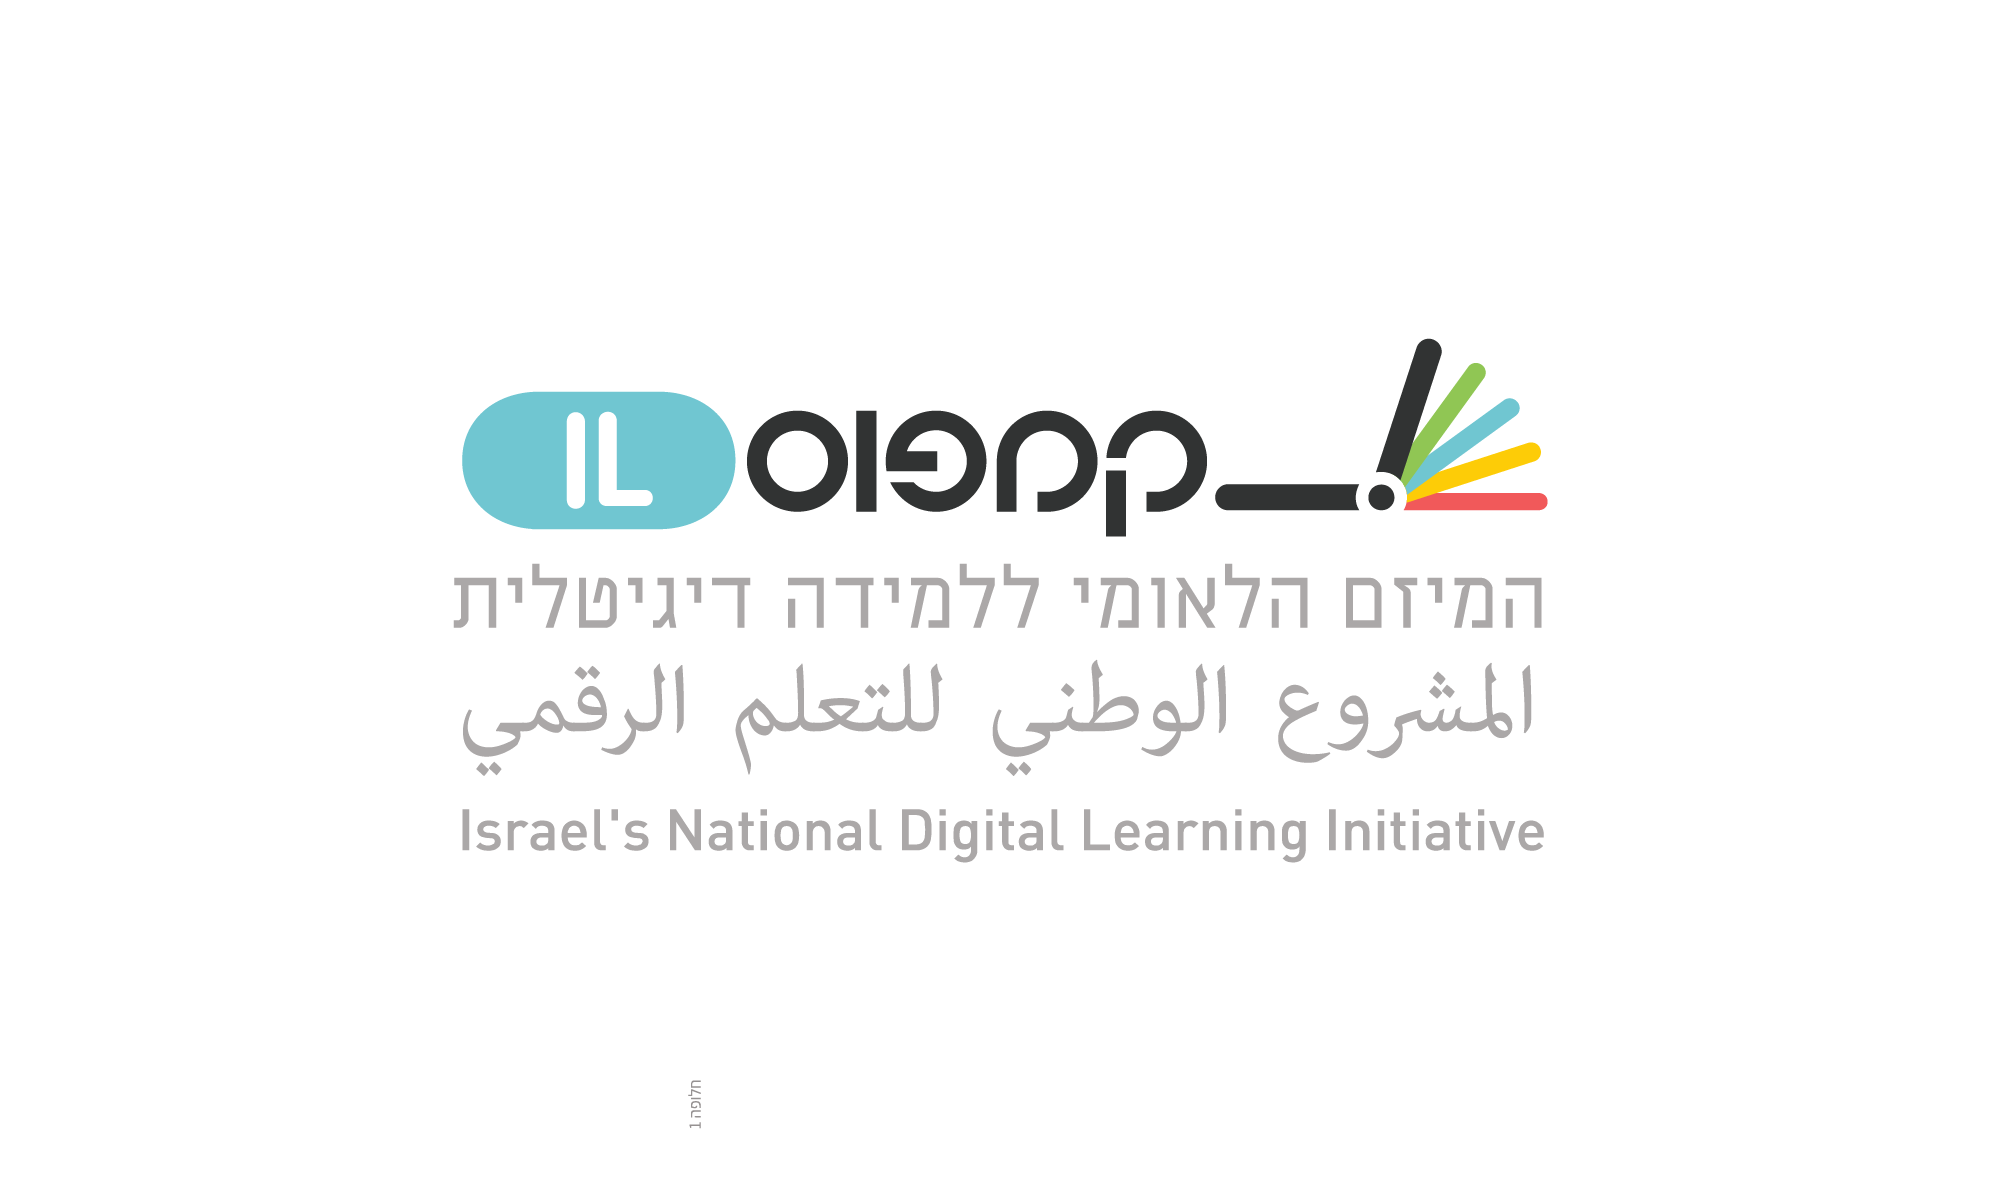 קמפוס IL
המיזם הלאומי ללמידה דיגיטלית
المشروع الوطني للتعلم الرقمي
Israel's National Digital Learning Initiative
חלופה 1